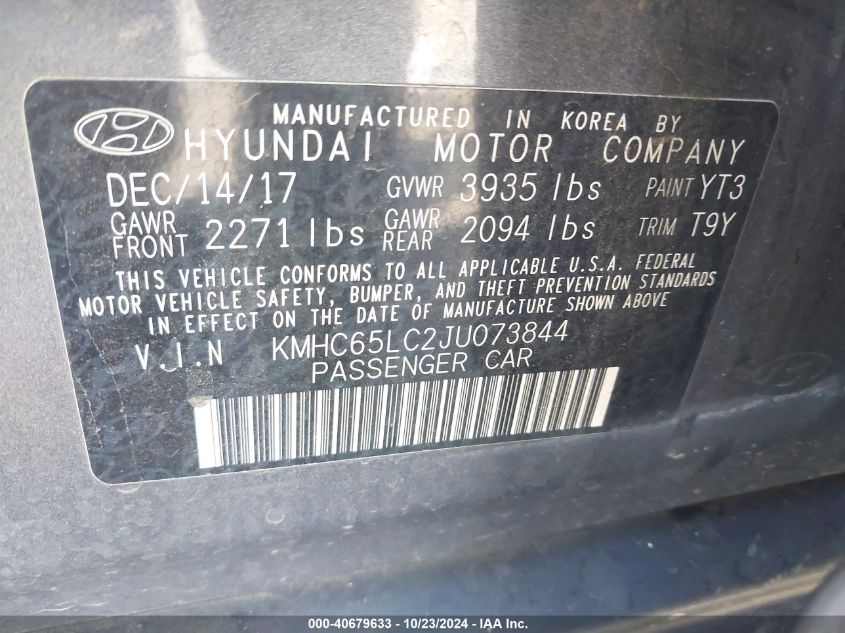 MANUFACTURED IN KOREA BY
HYUNDAI MOTOR COMPANY
DEC/14/17 GVWR 3935 lbs PAINT YT3
GAWR FRONT 2271 lbs GAWR REAR 2094 lbs TRIM T9Y
THIS VEHICLE CONFORMS TO ALL APPLICABLE U.S.A. FEDERAL
MOTOR VEHICLE SAFETY, BUMPER, AND THEFT PREVENTION STANDARDS
IN EFFECT ON THE DATE OF MANUFACTURE SHOWN ABOVE
V.I.N KMHC65LC2JU073844
PASSENGER CAR
000-40679633 - 10/23/2024 - IAA Inc.